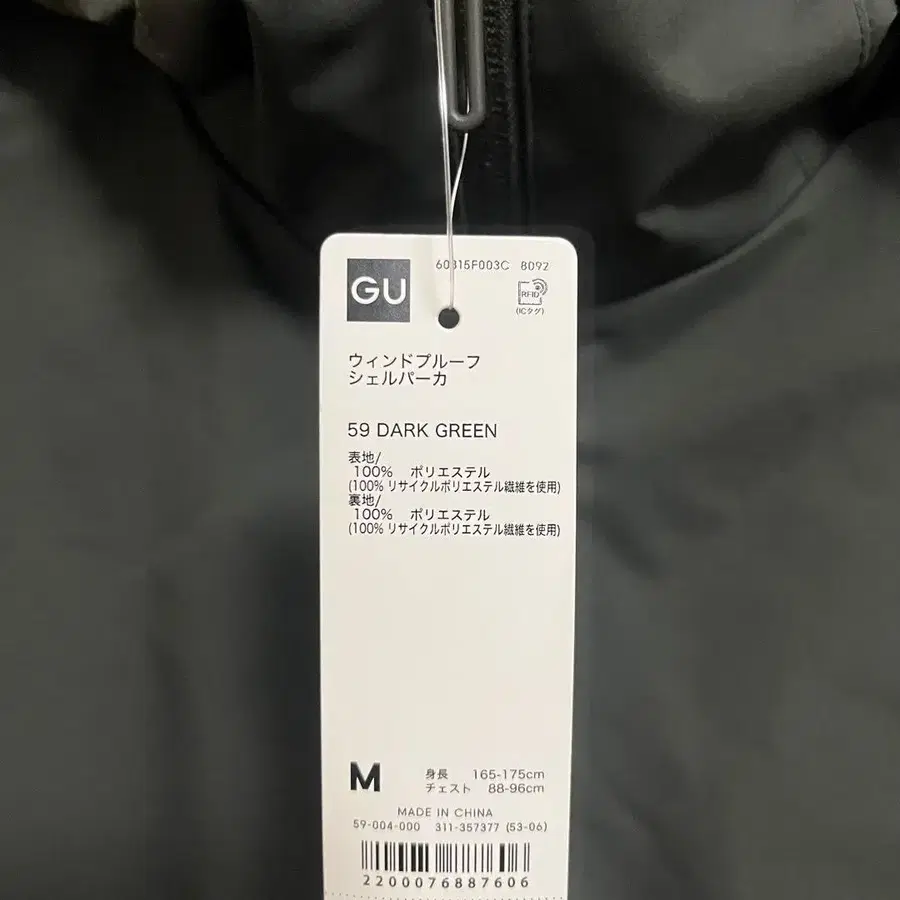 GU
60315F003C 8092
RFID
(ICタグ)
ウィンドプルーフ
シェルパーカ
59 DARK GREEN
表地/
100% ポリエステル
(100% リサイクルポリエステル繊維を使用)
裏地/
100% ポリエステル
(100% リサイクルポリエステル繊維を使用)
M
身長 165-175cm
チェスト 88-96cm
MADE IN CHINA
59-004-000 311-357377 (53-06)
2200076887606